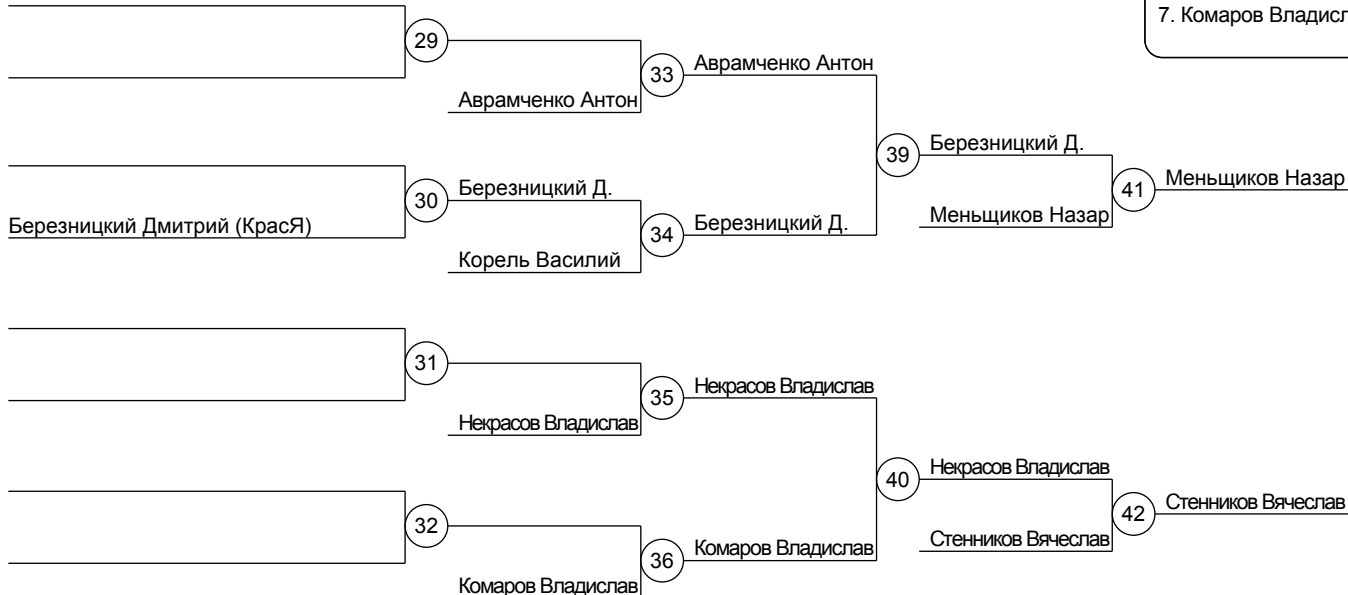 7. Комаров Владисл
29
33
Аврамченко Антон
Аврамченко Антон
39
Березницкий Д.
41
Меньщиков Назар
30
Березницкий Д.
Березницкий Дмитрий (КрасЯ)
34
Березницкий Д.
Меньщиков Назар
Корель Василий
31
35
Некрасов Владислав
Некрасов Владислав
40
Некрасов Владислав
42
Стенников Вячеслав
32
36
Комаров Владислав
Стенников Вячеслав
Комаров Владислав